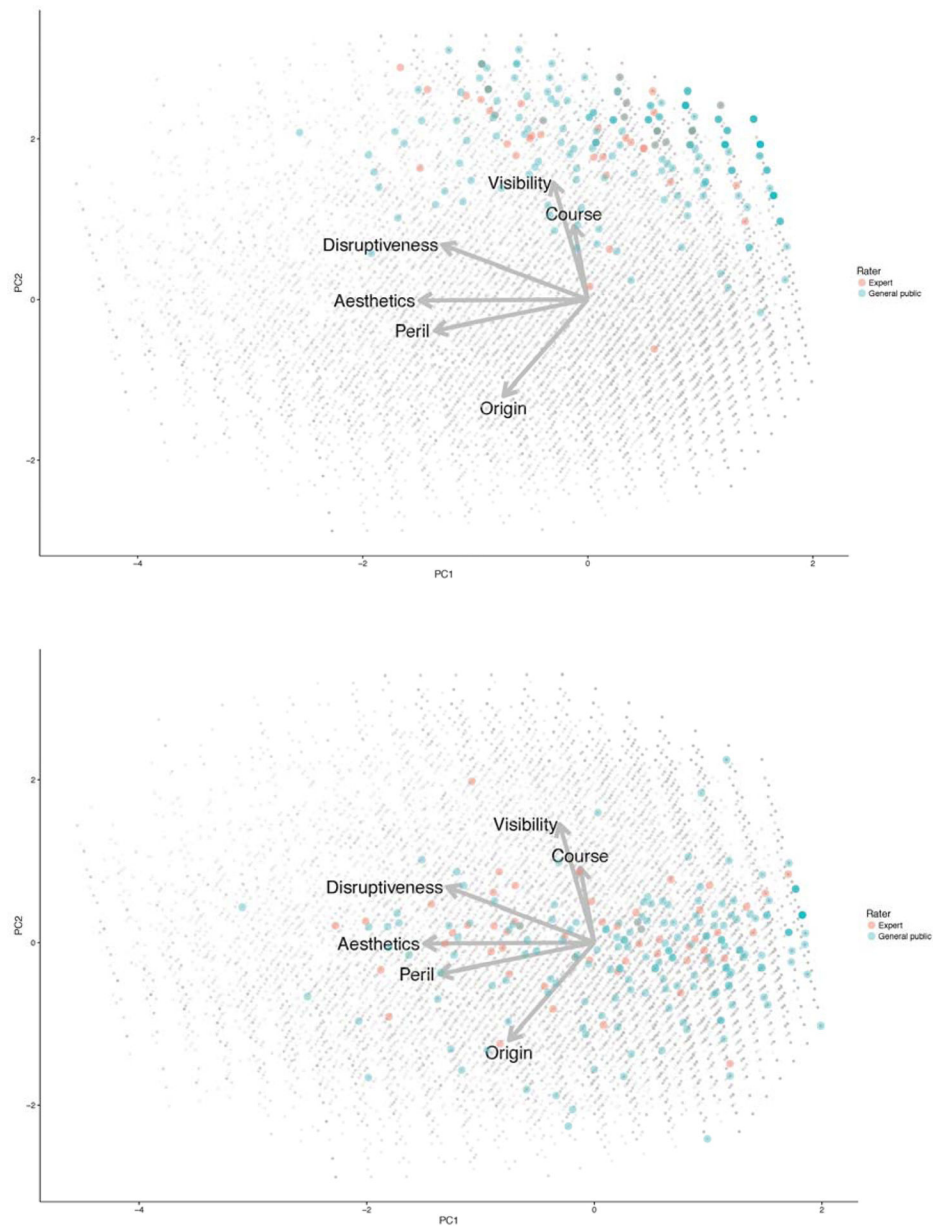 2
Visibility
Course
Disruptiveness
Rater
Expert
General public
PC2
0
Aesthetics
Peril
Origin
−2
−4
−2
0
2
PC1
2
Visibility
Course
Disruptiveness
Rater
Expert
General public
PC2
0
Aesthetics
Peril
Origin
−2
−4
−2
0
2
PC1